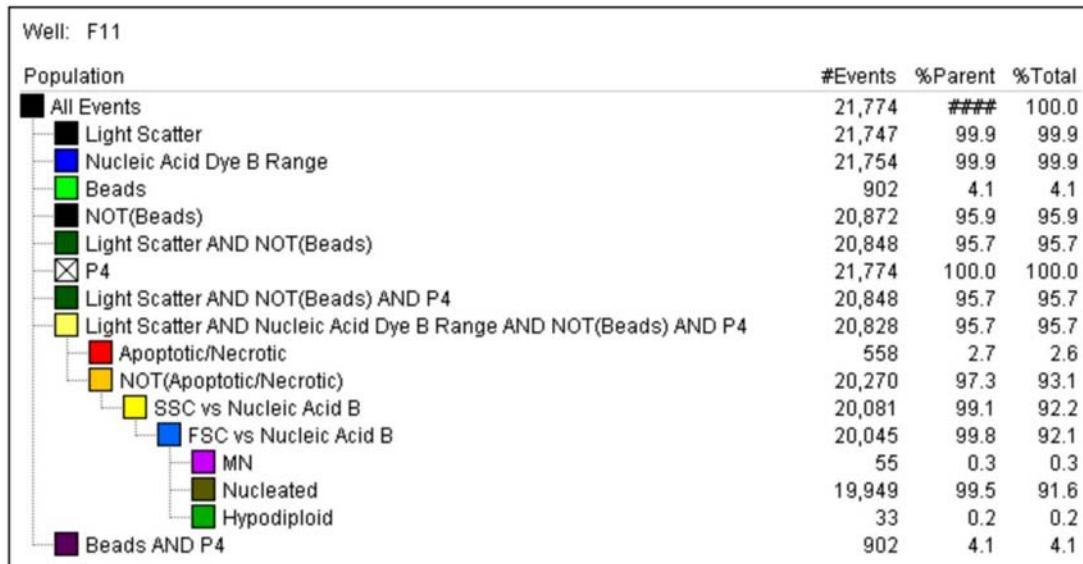 Well: F11
Population #Events %Parent %Total
All Events 21,774 #### 100.0
Light Scatter 21,747 99.9 99.9
Nucleic Acid Dye B Range 21,754 99.9 99.9
Beads 902 4.1 4.1
NOT(Beads) 20,872 95.9 95.9
Light Scatter AND NOT(Beads) 20,848 95.7 95.7
P4 21,774 100.0 100.0
Light Scatter AND NOT(Beads) AND P4 20,848 95.7 95.7
Light Scatter AND Nucleic Acid Dye B Range AND NOT(Beads) AND P4 20,828 95.7 95.7
Apoptotic/Necrotic 558 2.7 2.6
NOT(Apoptotic/Necrotic) 20,270 97.3 93.1
SSC vs Nucleic Acid B 20,081 99.1 92.2
FSC vs Nucleic Acid B 20,045 99.8 92.1
MN 55 0.3 0.3
Nucleated 19,949 99.5 91.6
Hypodiploid 33 0.2 0.2
Beads AND P4 902 4.1 4.1